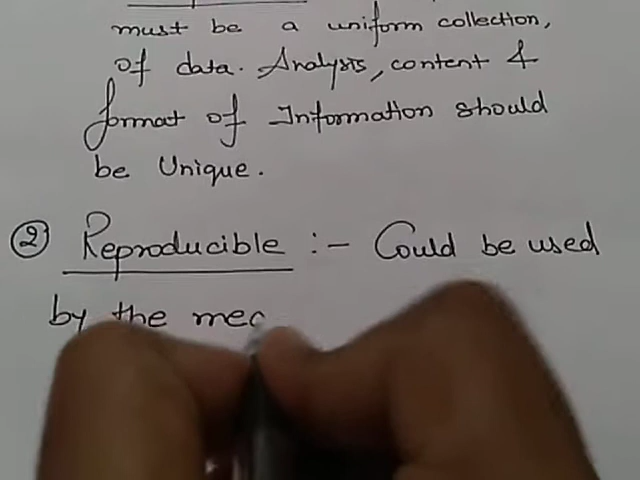 must be a uniform collection,
of data. Analysis, content &
format of Information should
be Unique.
② Reproducible :- Could be used
by the mec